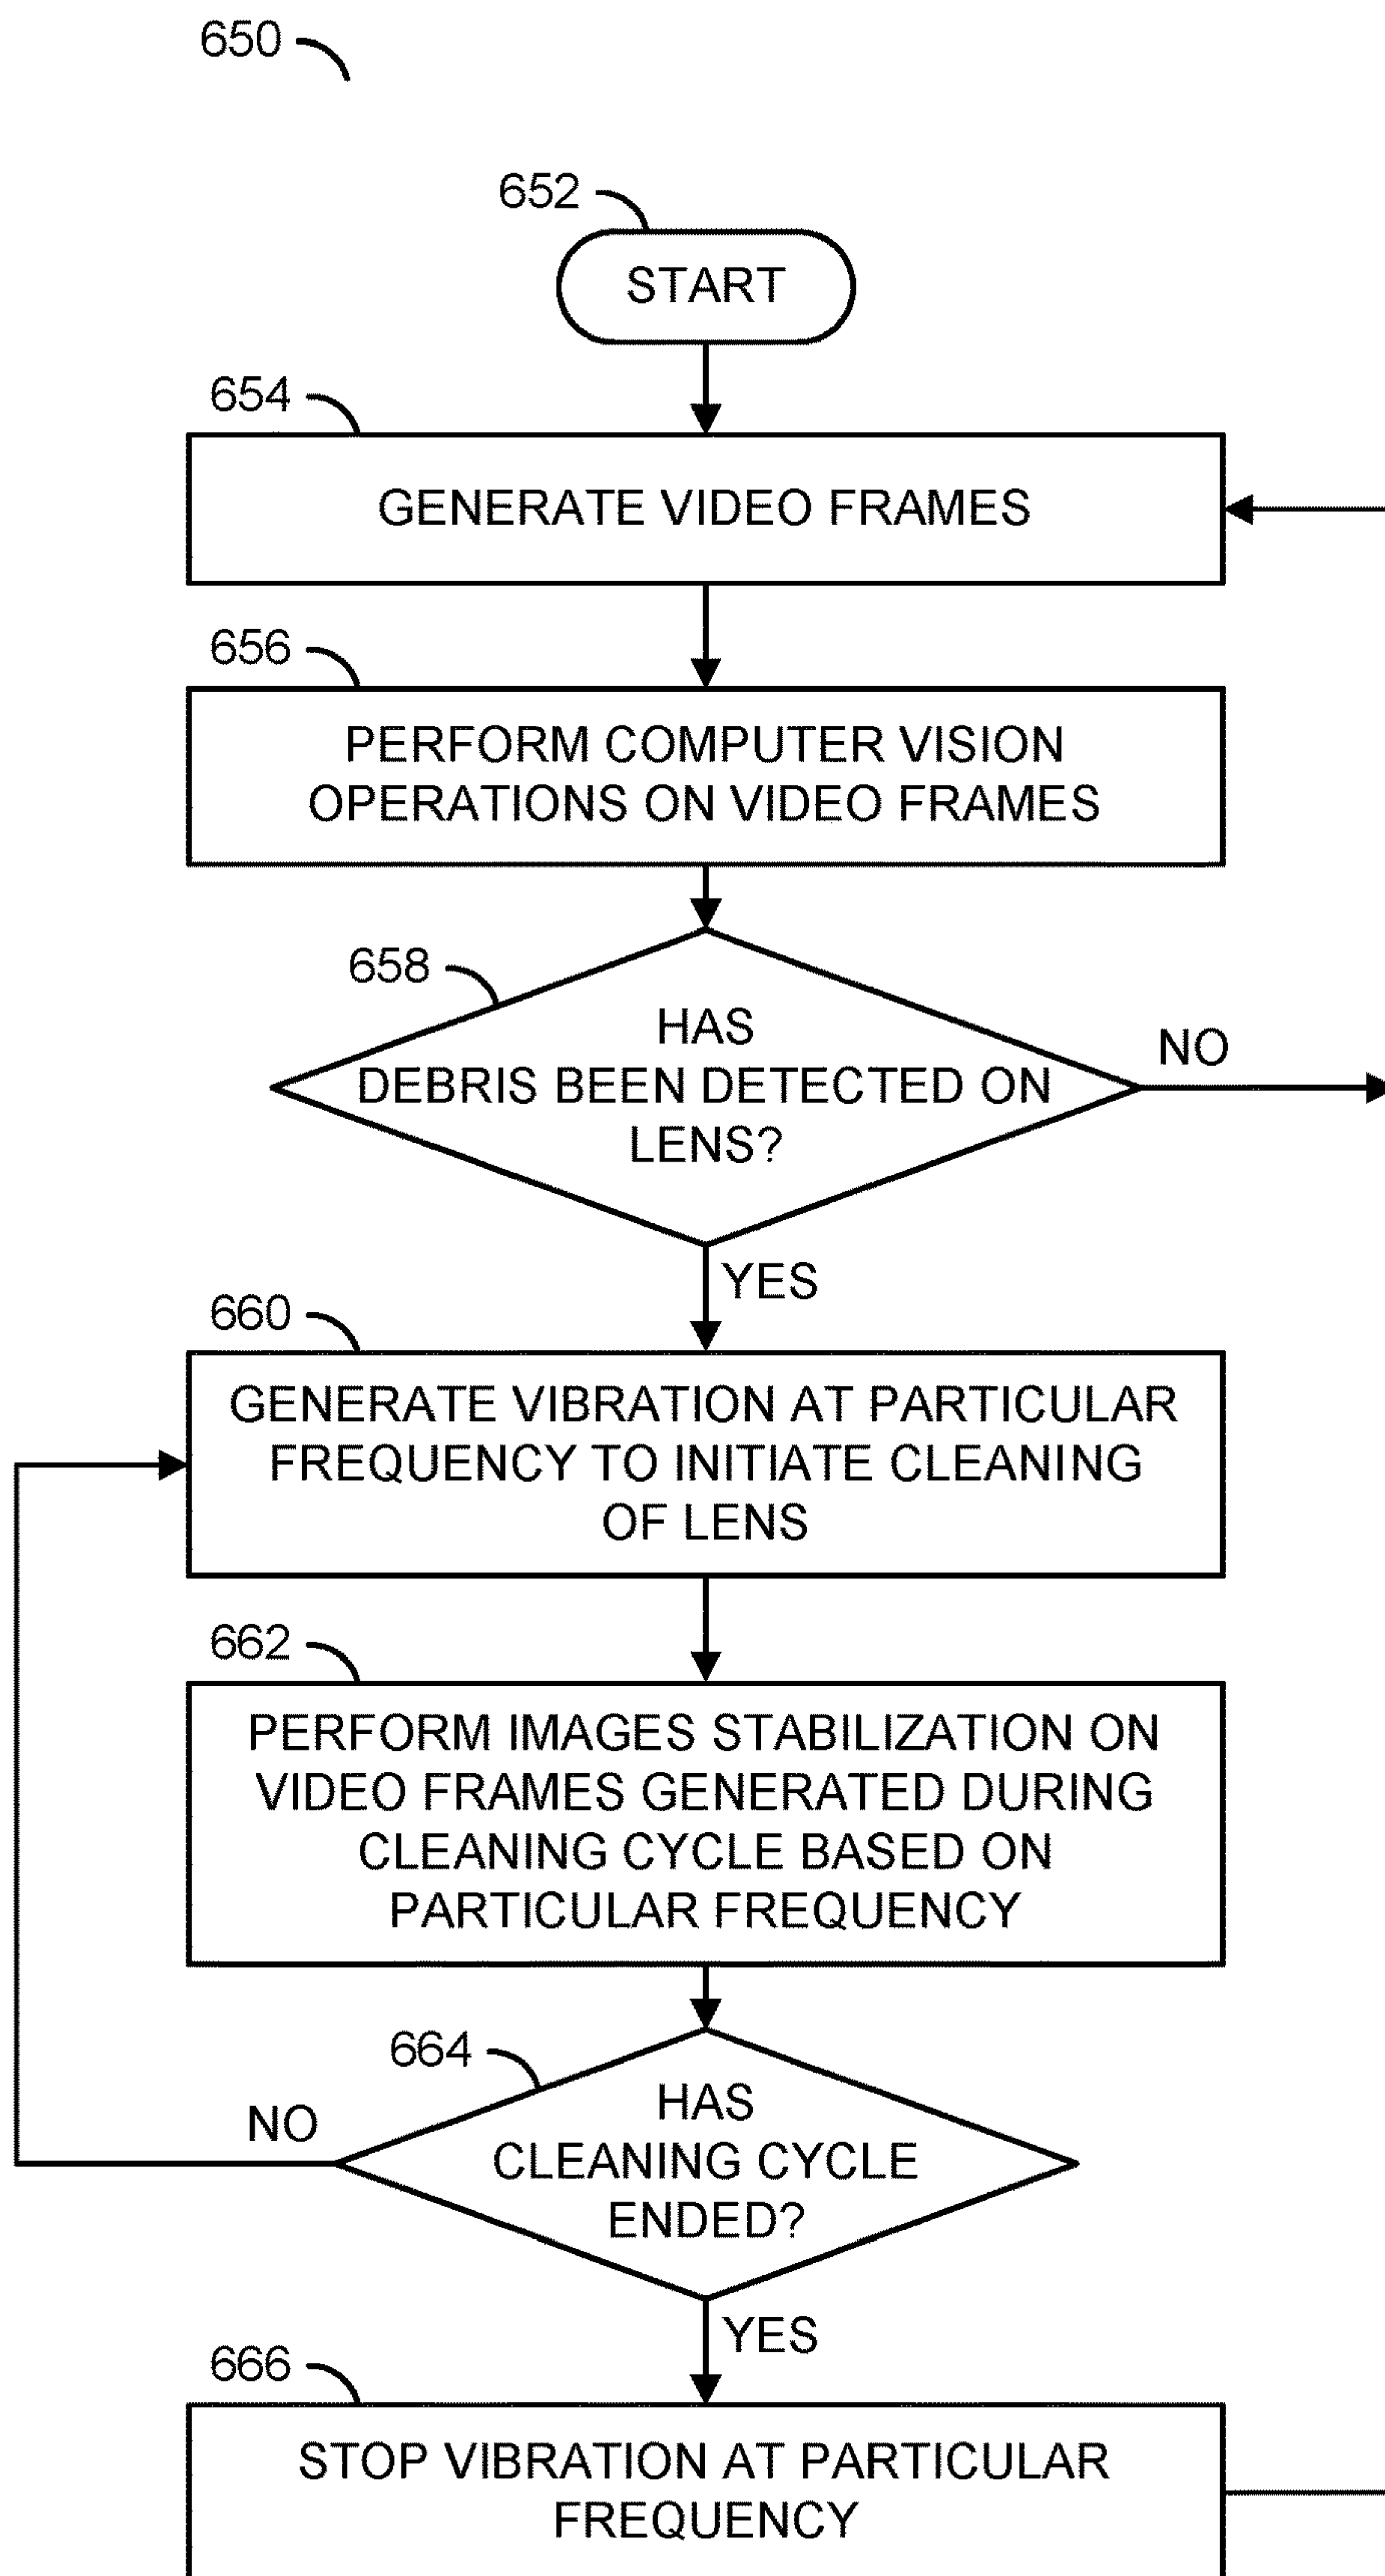 650
652
START
654
GENERATE VIDEO FRAMES
656
PERFORM COMPUTER VISION
OPERATIONS ON VIDEO FRAMES
658
HAS
DEBRIS BEEN DETECTED ON
LENS?
NO
YES
660
GENERATE VIBRATION AT PARTICULAR
FREQUENCY TO INITIATE CLEANING
OF LENS
662
PERFORM IMAGES STABILIZATION ON
VIDEO FRAMES GENERATED DURING
CLEANING CYCLE BASED ON
PARTICULAR FREQUENCY
664
HAS
CLEANING CYCLE
ENDED?
NO
YES
666
STOP VIBRATION AT PARTICULAR
FREQUENCY